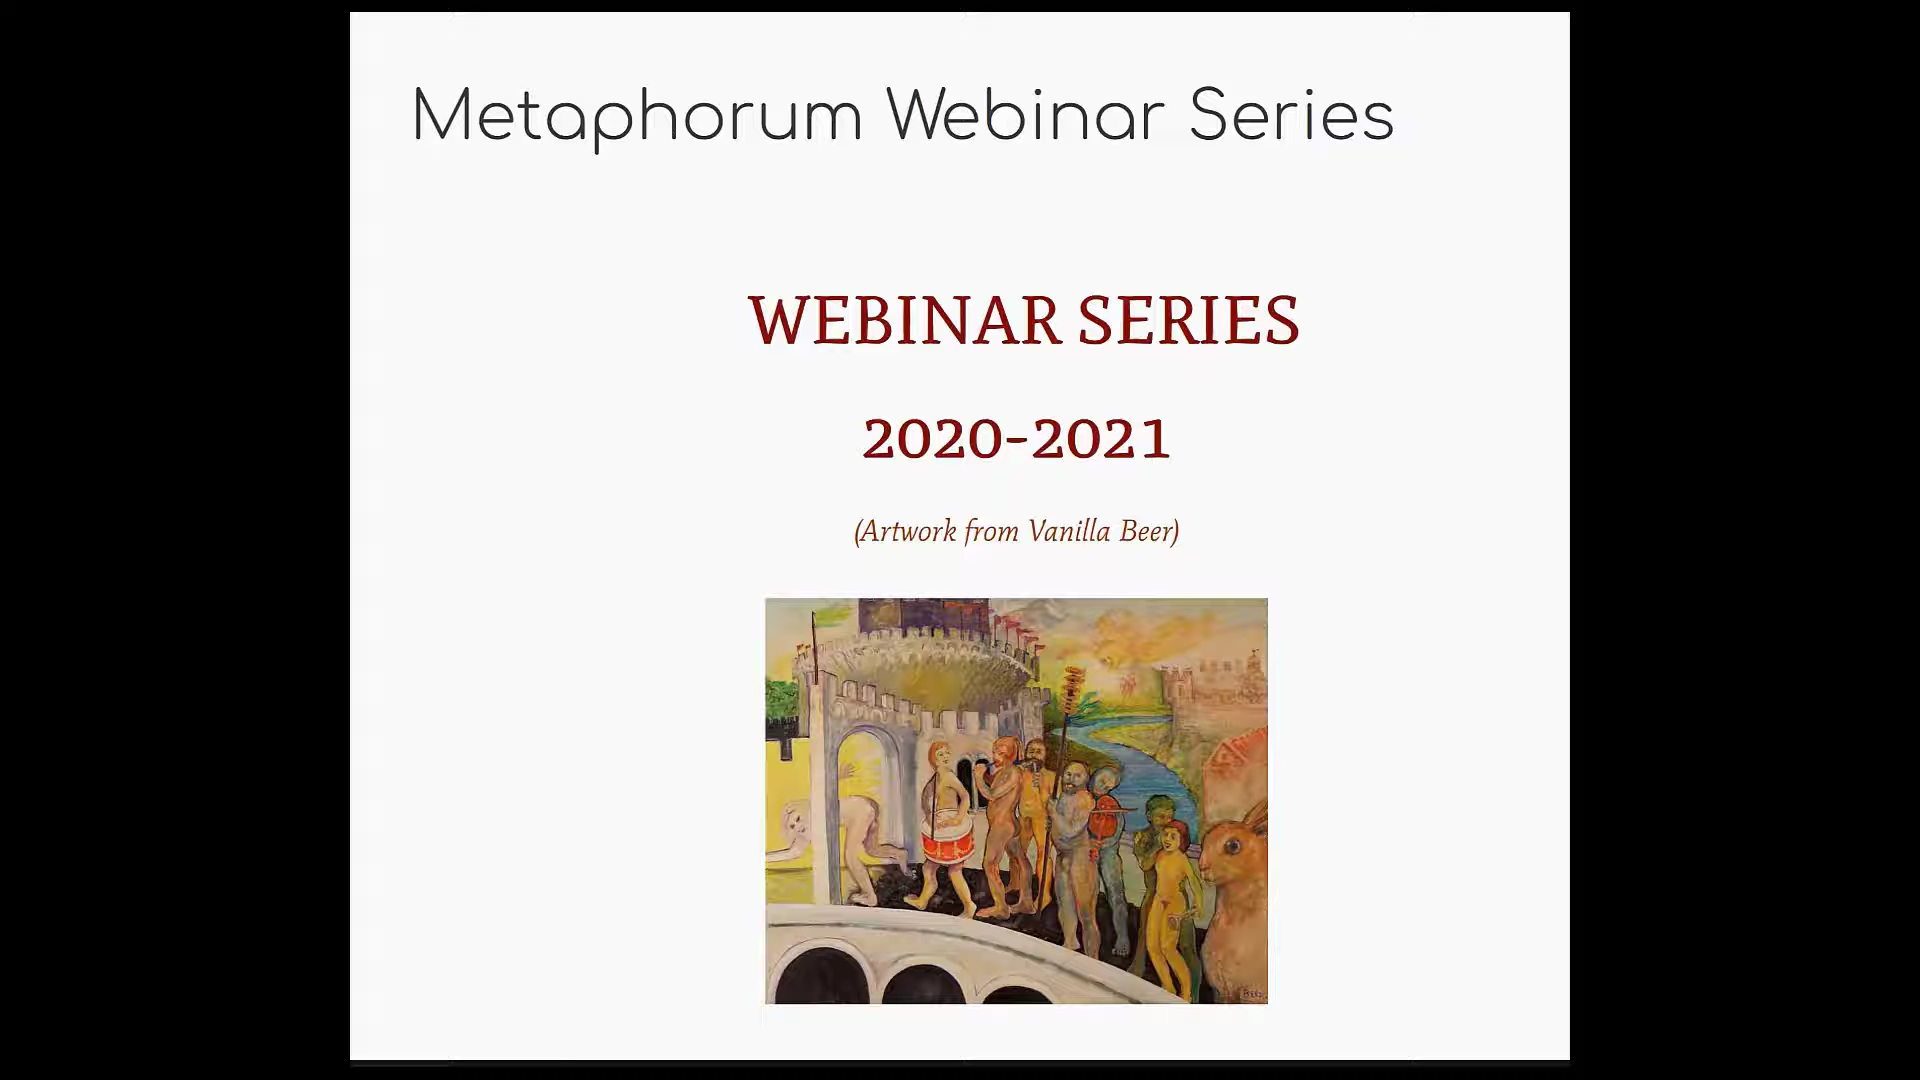 Metaphorum Webinar Series
WEBINAR SERIES
2020-2021
(Artwork from Vanilla Beer)